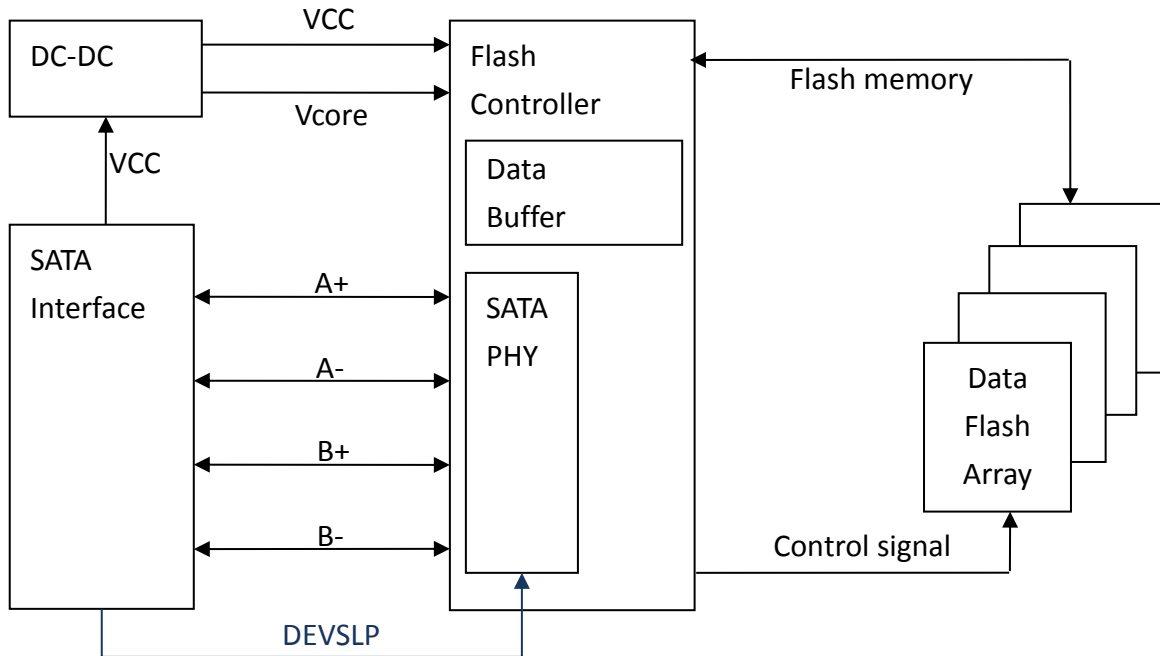 VCC
DC-DC
Flash
Controller
Flash memory
Vcore
VCC
Data
Buffer
SATA
Interface
A+
SATA
PHY
A-
Data
Flash
Array
B+
B-
Control signal
DEVSLP